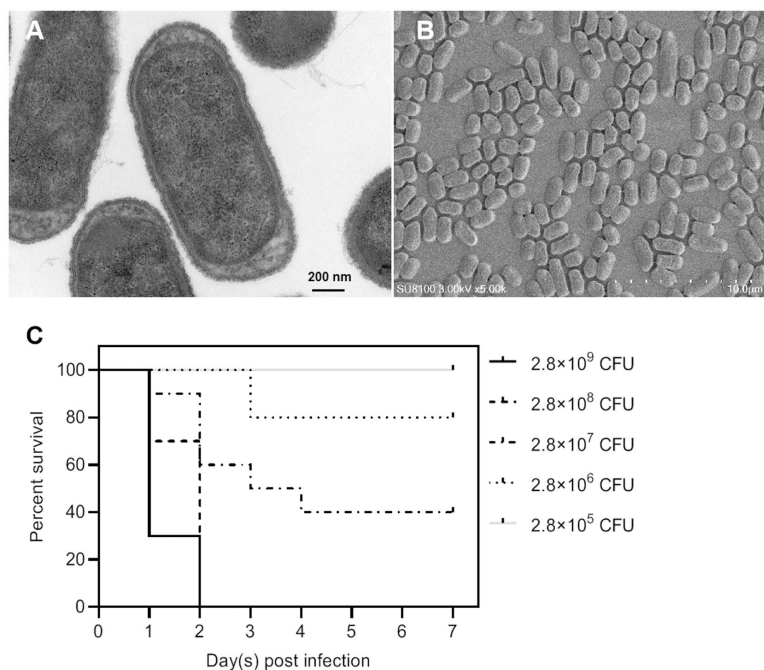 A
200 nm
B
SU8100 3.00kV x5.00k
10.0μm
C
Percent survival
100
80
60
40
20
0
0 1 2 3 4 5 6 7
Day(s) post infection
2.8×10⁹ CFU
2.8×10⁸ CFU
2.8×10⁷ CFU
2.8×10⁶ CFU
2.8×10⁵ CFU